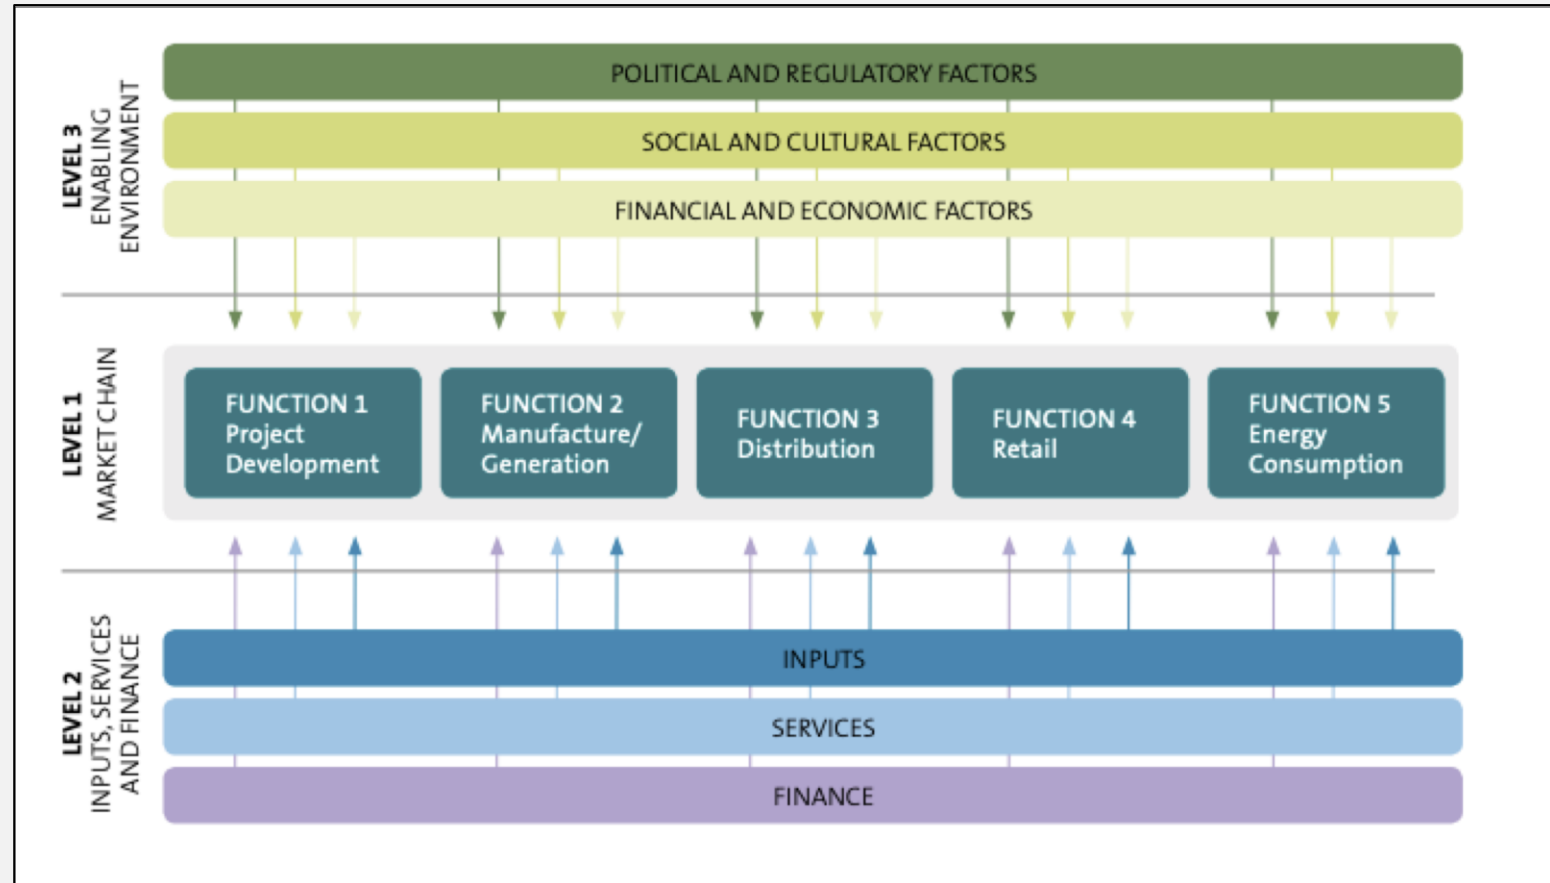 LEVEL 3
ENABLING
ENVIRONMENT
POLITICAL AND REGULATORY FACTORS
SOCIAL AND CULTURAL FACTORS
FINANCIAL AND ECONOMIC FACTORS
LEVEL 1
MARKET CHAIN
FUNCTION 1
Project
Development
FUNCTION 2
Manufacture/
Generation
FUNCTION 3
Distribution
FUNCTION 4
Retail
FUNCTION 5
Energy
Consumption
LEVEL 2
INPUTS, SERVICES
AND FINANCE
INPUTS
SERVICES
FINANCE